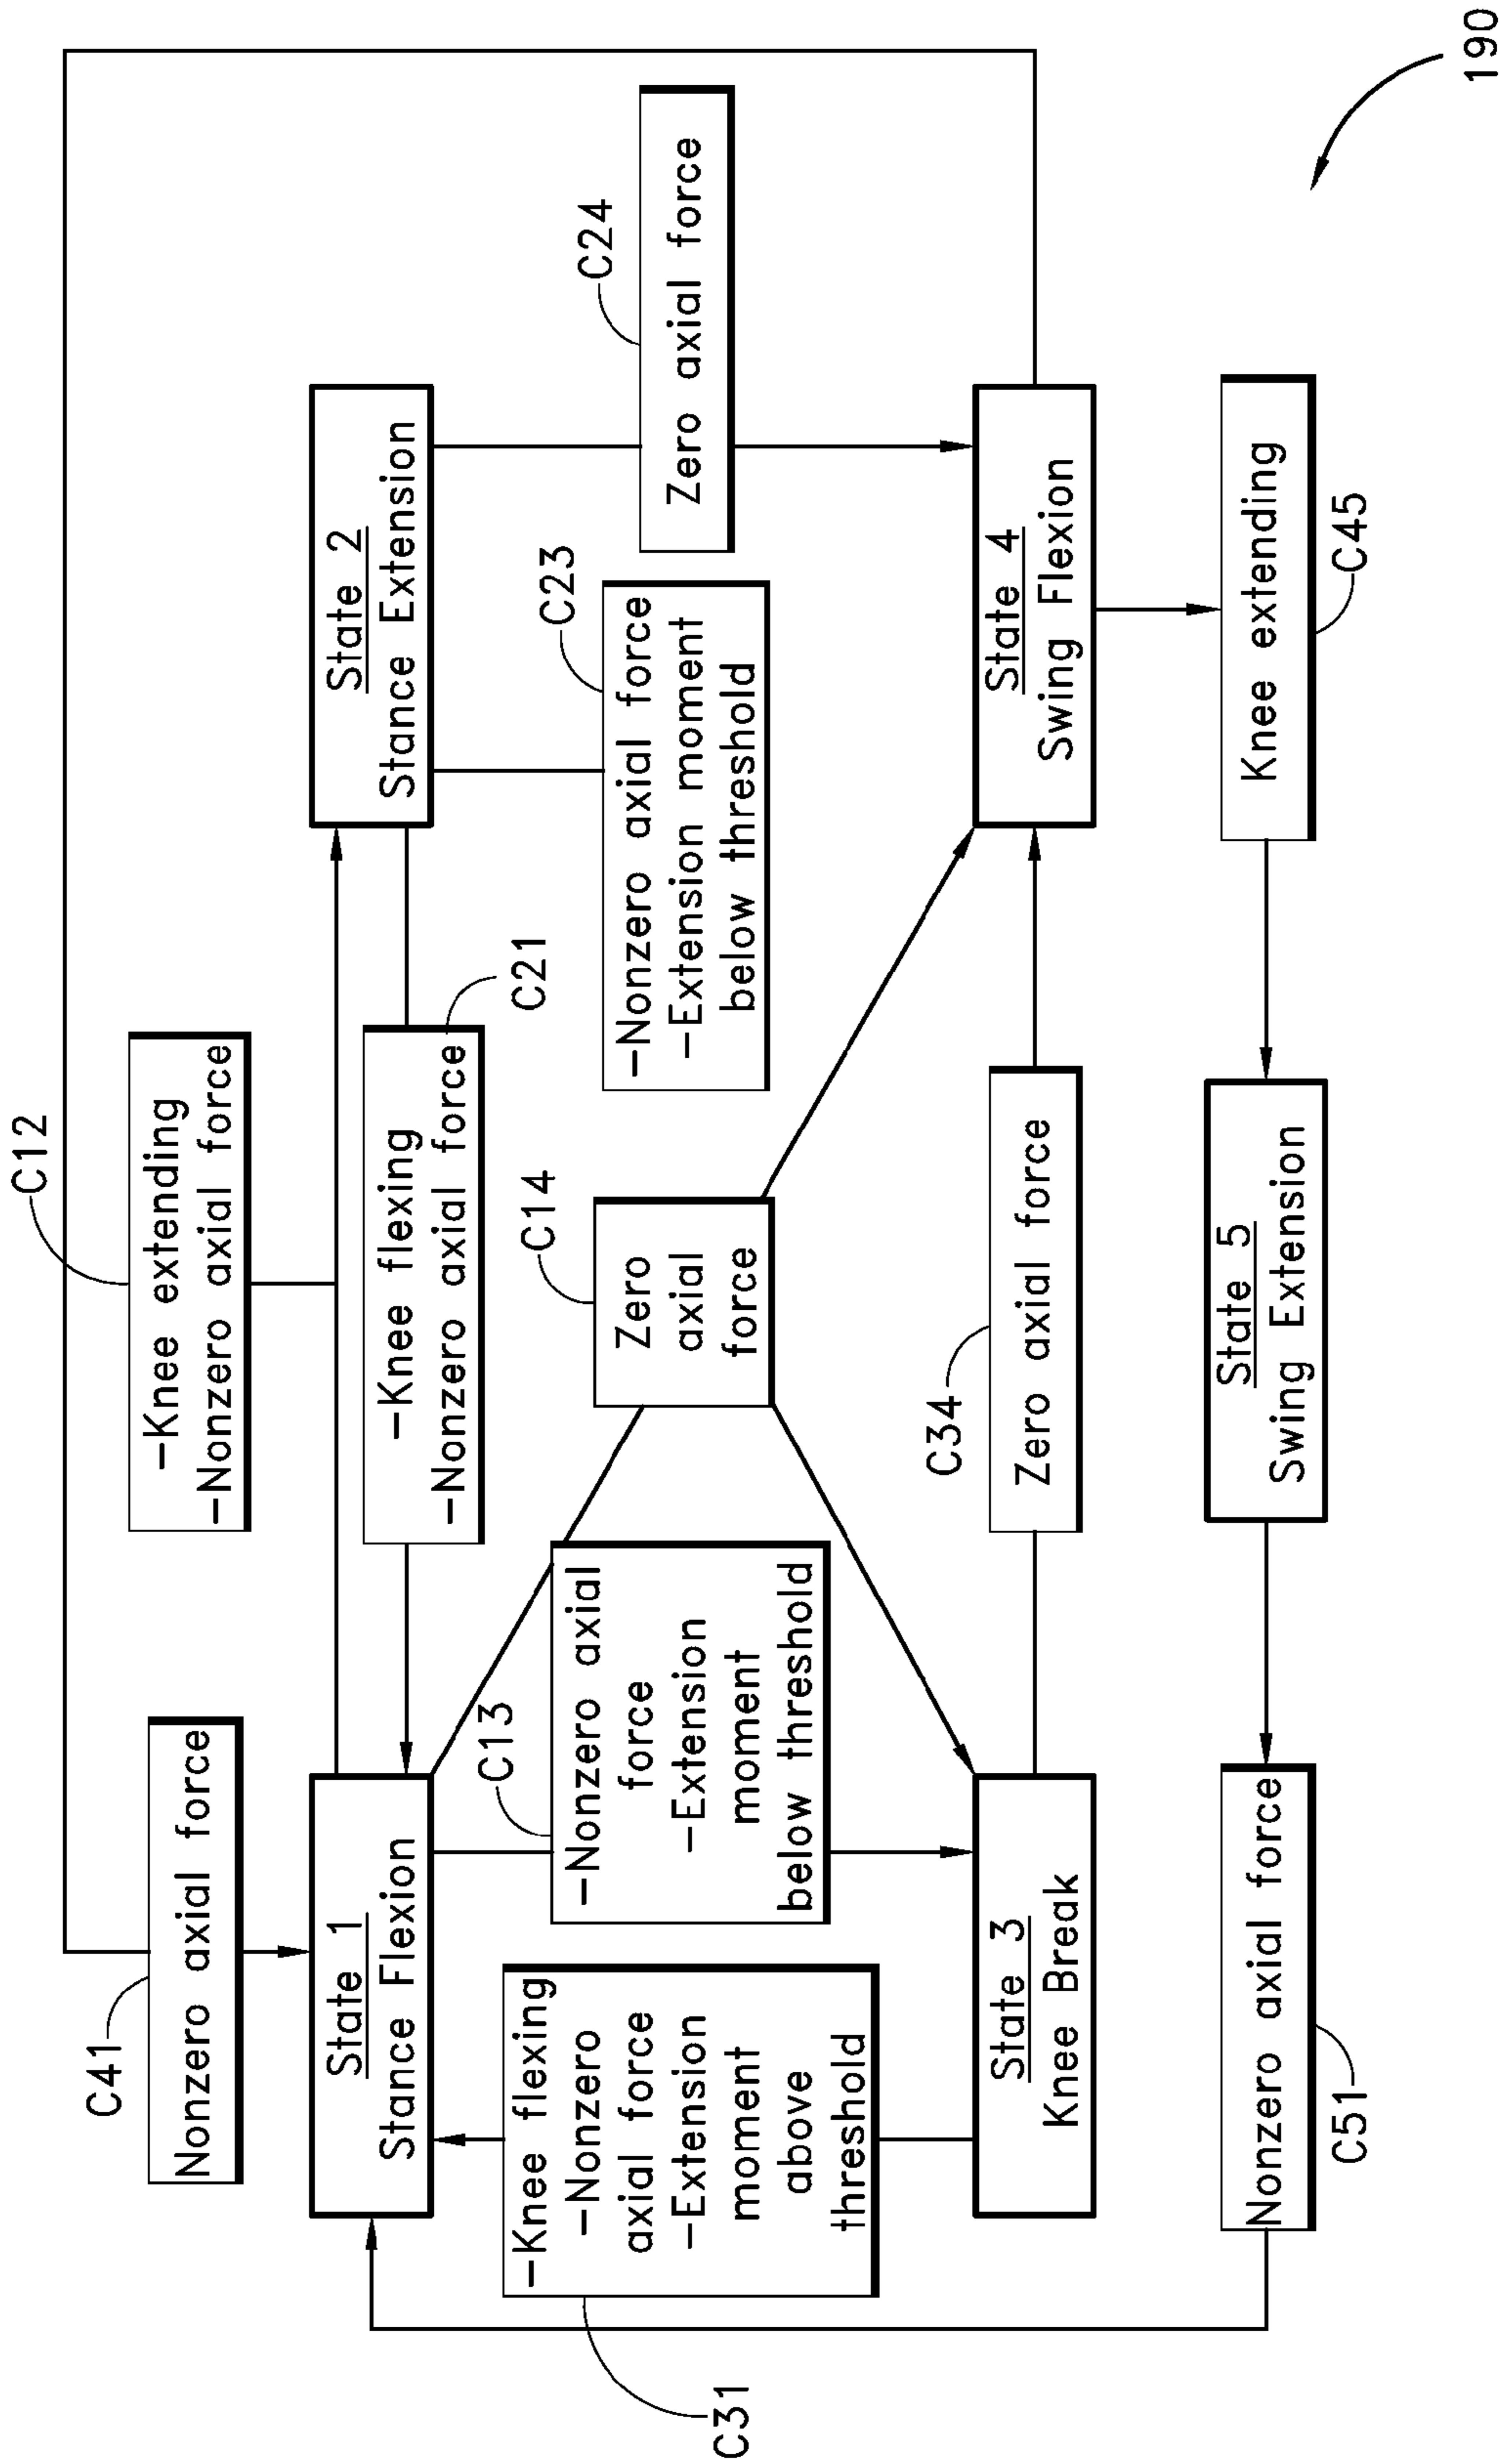 C12
C41
Nonzero axial force
-Knee extending
-Nonzero axial force
State 1
Stance Flexion
State 2
Stance Extension
-Knee flexing
-Nonzero axial force
C21
C31
-Knee flexing
-Nonzero
axial force
-Extension
moment
above
threshold
C13
-Nonzero axial
force
-Extension
moment
below threshold
C14
Zero
axial
force
C23
-Nonzero axial force
-Extension moment
below threshold
C24
Zero axial force
State 3
Knee Break
C34
Zero axial force
State 4
Swing Flexion
C51
Nonzero axial force
State 5
Swing Extension
Knee extending
C45
190